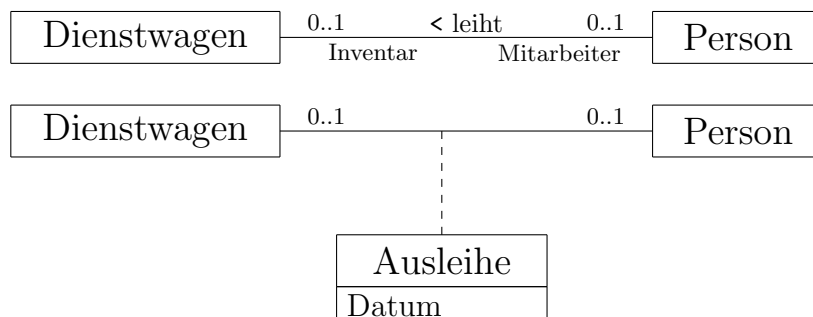 Dienstwagen 0..1 < leiht 0..1 Person
Inventar Mitarbeiter
Dienstwagen 0..1 0..1 Person
Ausleihe
Datum